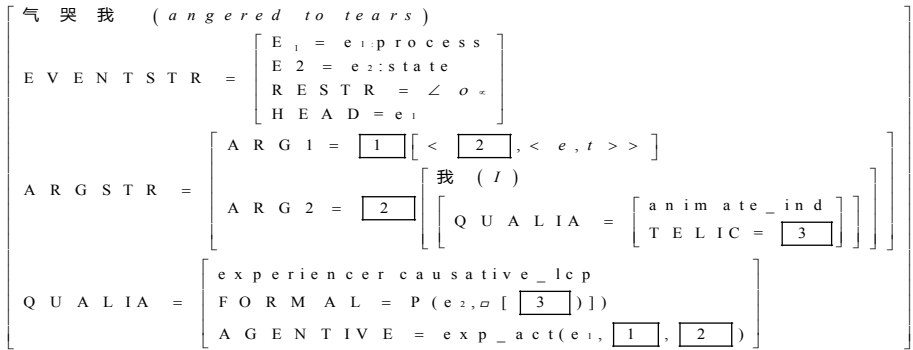 气哭我 (angered to tears)
EVENTSTR =
E₁ = e₁:process
E2 = e₂:state
RESTR = ∠o∝
HEAD=e₁
ARGSTR =
ARG1 = 1 [< 2 ,< e,t >>]
ARG2 = 2
我 (I)
QUALIA =
animate_ind
TELIC= 3
QUALIA =
experiencer causative_lcp
FORMAL = P(e₂,▱[ 3 )])
AGENTIVE = exp_act(e₁, 1 , 2 )